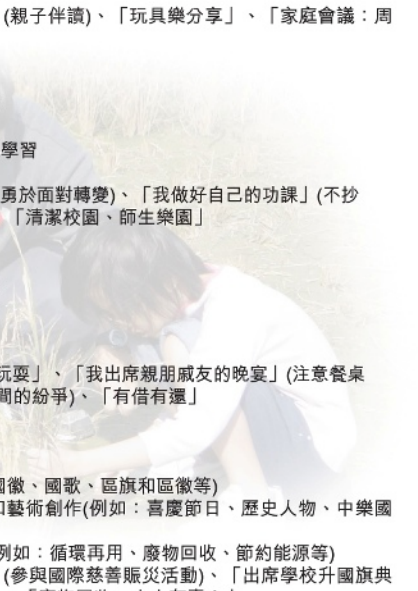 (親子伴讀)、「玩具樂分享」、「家庭會議：周
學習
勇於面對轉變)、「我做好自己的功課」(不抄
「清潔校園、師生樂園」
玩耍」、「我出席親朋戚友的晚宴」(注意餐桌
間的紛爭)、「有借有還」
國徽、國歌、區旗和區徽等)
藝術創作(例如：喜慶節日、歷史人物、中樂國
例如：循環再用、廢物回收、節約能源等)
(參與國際慈善賑災活動)、「出席學校升國旗典